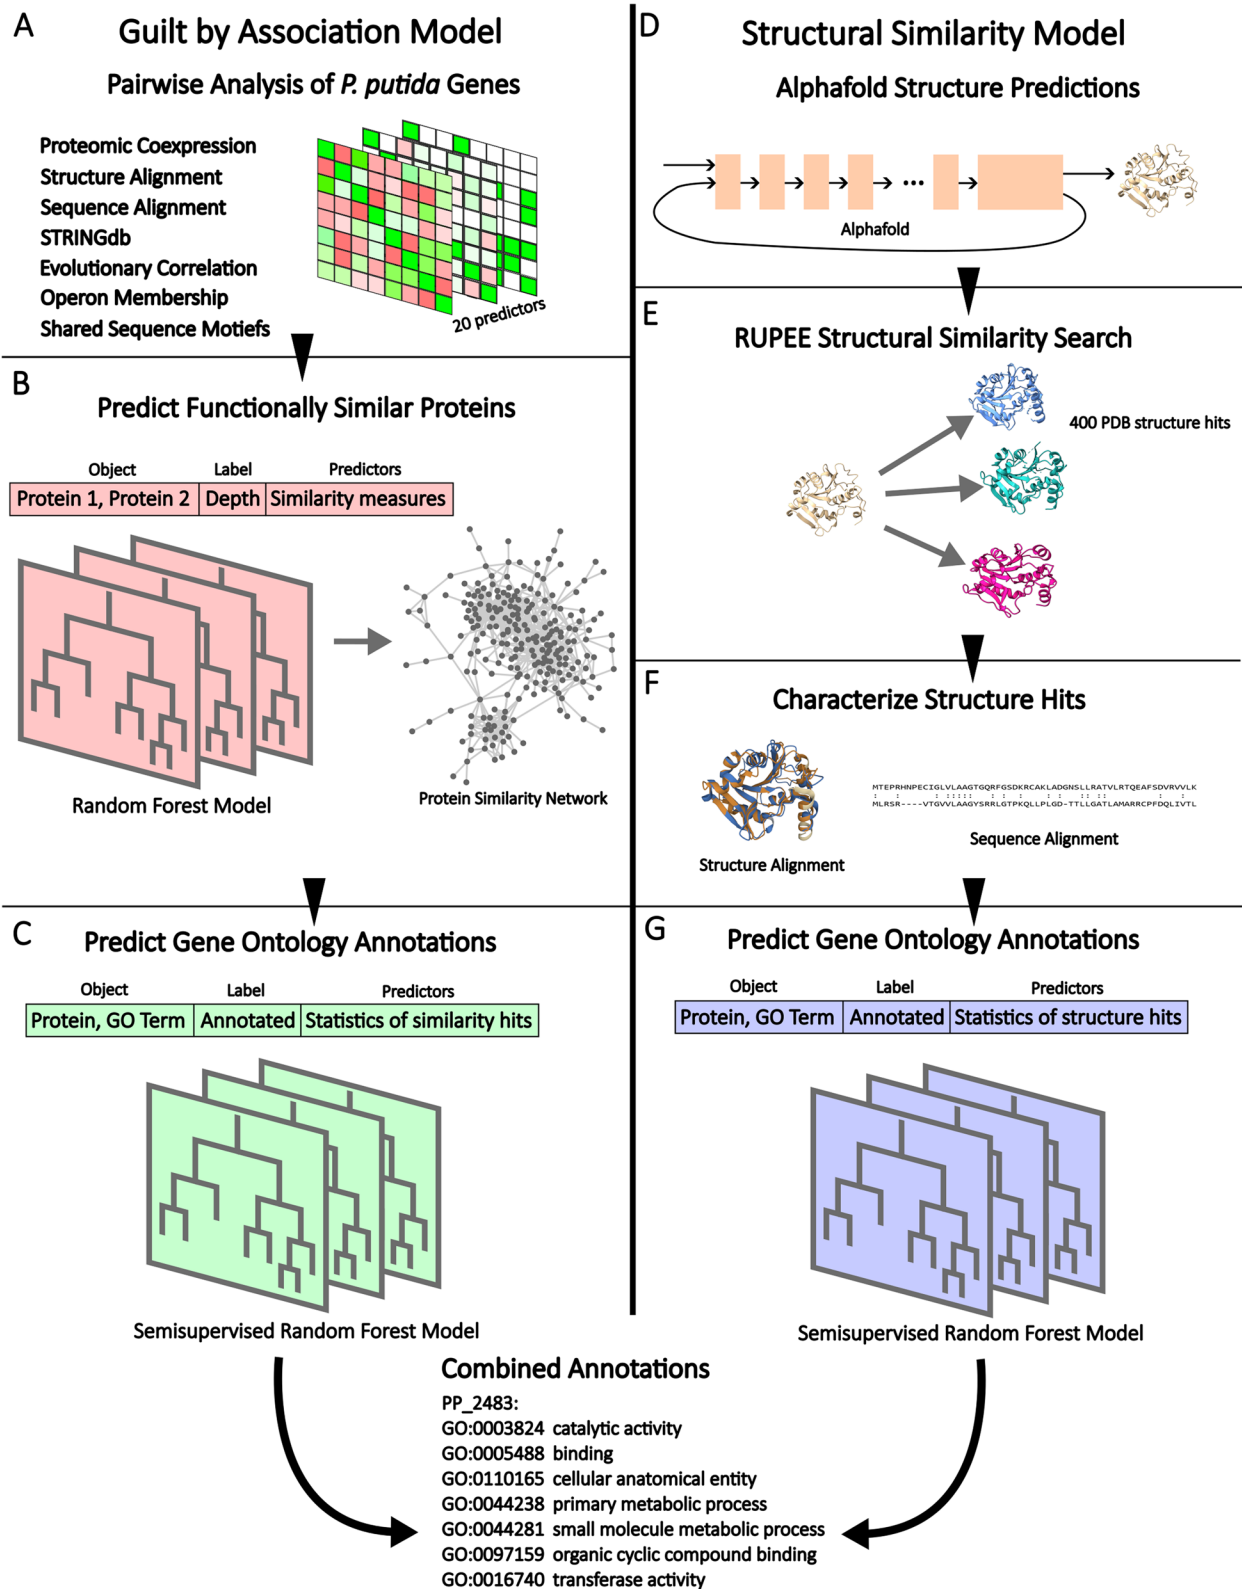 A
Guilt by Association Model
Pairwise Analysis of P. putida Genes
Proteomic Coexpression
Structure Alignment
Sequence Alignment
STRINGdb
Evolutionary Correlation
Operon Membership
Shared Sequence Motiefs
20 predictors
B
Predict Functionally Similar Proteins
Object Label Predictors
Protein 1, Protein 2 Depth Similarity measures
Random Forest Model
Protein Similarity Network
C
Predict Gene Ontology Annotations
Object Label Predictors
Protein, GO Term Annotated Statistics of similarity hits
Semisupervised Random Forest Model
D
Structural Similarity Model
Alphafold Structure Predictions
...
Alphafold
E
RUPEE Structural Similarity Search
400 PDB structure hits
F
Characterize Structure Hits
MTEPRHNPECIGLVLAAGTGQRFGSDKRCAKLADGNSLLRATVLRTQEAFSDVRVVLK
MLRSR----VTGVVLAAGYSRRLGTPKQLLPLGD-TTLLGATLAMARRCPFDQLIVTL
Structure Alignment
Sequence Alignment
G
Predict Gene Ontology Annotations
Object Label Predictors
Protein, GO Term Annotated Statistics of structure hits
Semisupervised Random Forest Model
Combined Annotations
PP_2483:
GO:0003824 catalytic activity
GO:0005488 binding
GO:0110165 cellular anatomical entity
GO:0044238 primary metabolic process
GO:0044281 small molecule metabolic process
GO:0097159 organic cyclic compound binding
GO:0016740 transferase activity